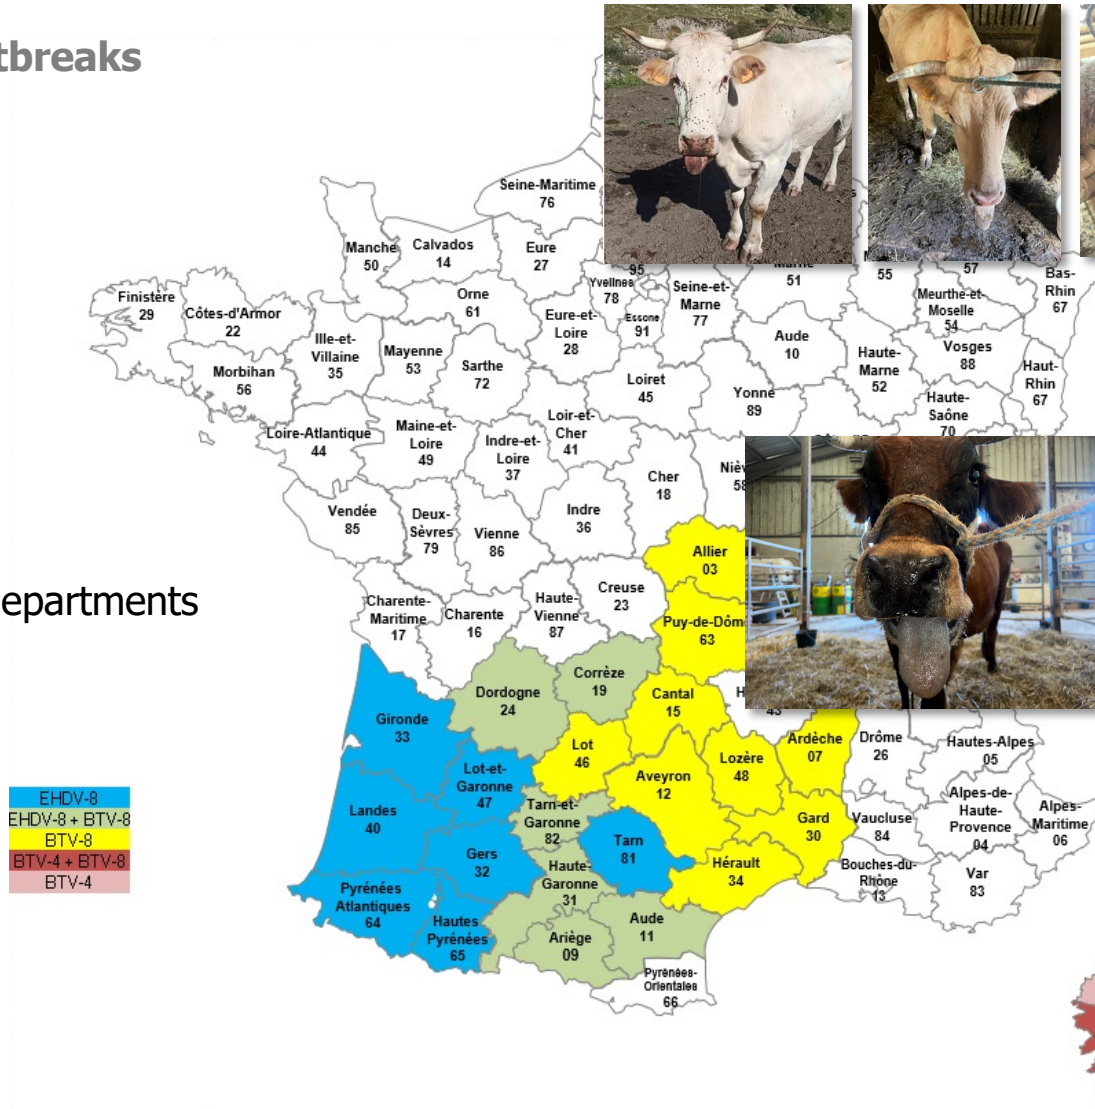 tbreaks
Seine-Maritime
76
Manche
50
Calvados
14
Eure
27
95
Yvelines
78
Essone
91
Seine-et-
Marne
77
51
55
57
Bas-
Rhin
67
Meurthe-et-
Moselle
54
Finistère
29
Côtes-d'Armor
22
Orne
61
Eure-et-
Loire
28
Aude
10
Haute-
Marne
52
Vosges
88
Haut-
Rhin
67
Ille-et-
Villaine
35
Mayenne
53
Sarthe
72
Morbihan
56
Loiret
45
Yonne
89
Haute-
Saône
70
Loire-Atlantique
44
Maine-et-
Loire
49
Indre-et-
Loire
37
Loir-et-
Cher
41
Cher
18
Niè
58
Vendée
85
Deux-
Sèvres
79
Vienne
86
Indre
36
Allier
03
epartments
Charente-
Maritime
17
Charente
16
Haute-
Vienne
87
Creuse
23
Puy-de-Dôm
63
Dordogne
24
Corrèze
19
Cantal
15
H
43
Gironde
33
Lot
46
Lozère
48
Ardèche
07
Drôme
26
Hautes-Alpes
05
Lot-et-
Garonne
47
Aveyron
12
Landes
40
Tarn-et-
Garonne
82
Tarn
81
Gard
30
Vaucluse
84
Alpes-de-
Haute-
Provence
04
Alpes-
Maritime
06
EHDV-8
EHDV-8 + BTV-8
BTV-8
BTV-4 + BTV-8
BTV-4
Gers
32
Haute-
Garonne
31
Hérault
34
Bouches-du-
Rhône
13
Var
83
Pyrénées
Atlantiques
64
Hautes
Pyrénées
65
Ariège
09
Aude
11
Pyrénées-
Orientales
66